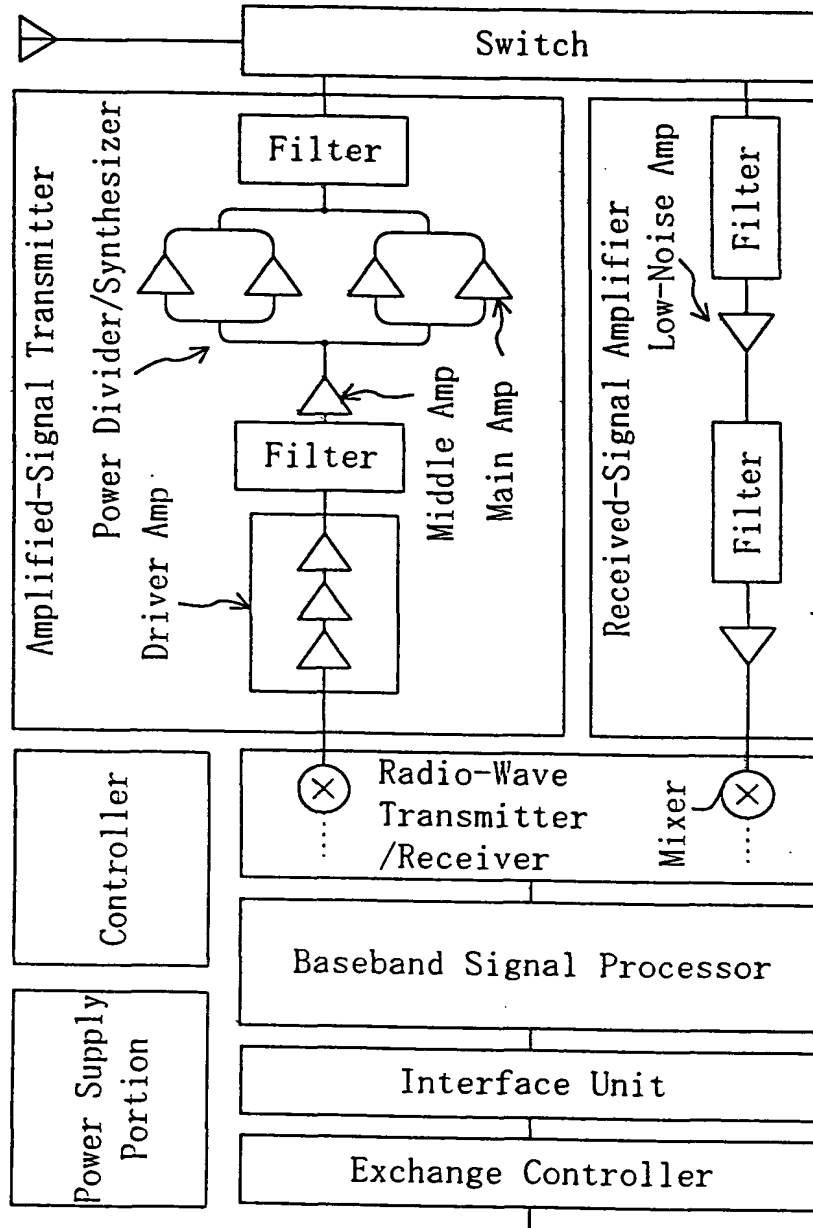 Switch
Amplified-Signal Transmitter
Power Divider/Synthesizer
Filter
Middle Amp
Main Amp
Filter
Driver Amp
Received-Signal Amplifier
Low-Noise Amp
Filter
Filter
Controller
Radio-Wave
Transmitter
/Receiver
Mixer
Baseband Signal Processor
Power Supply
Portion
Interface Unit
Exchange Controller